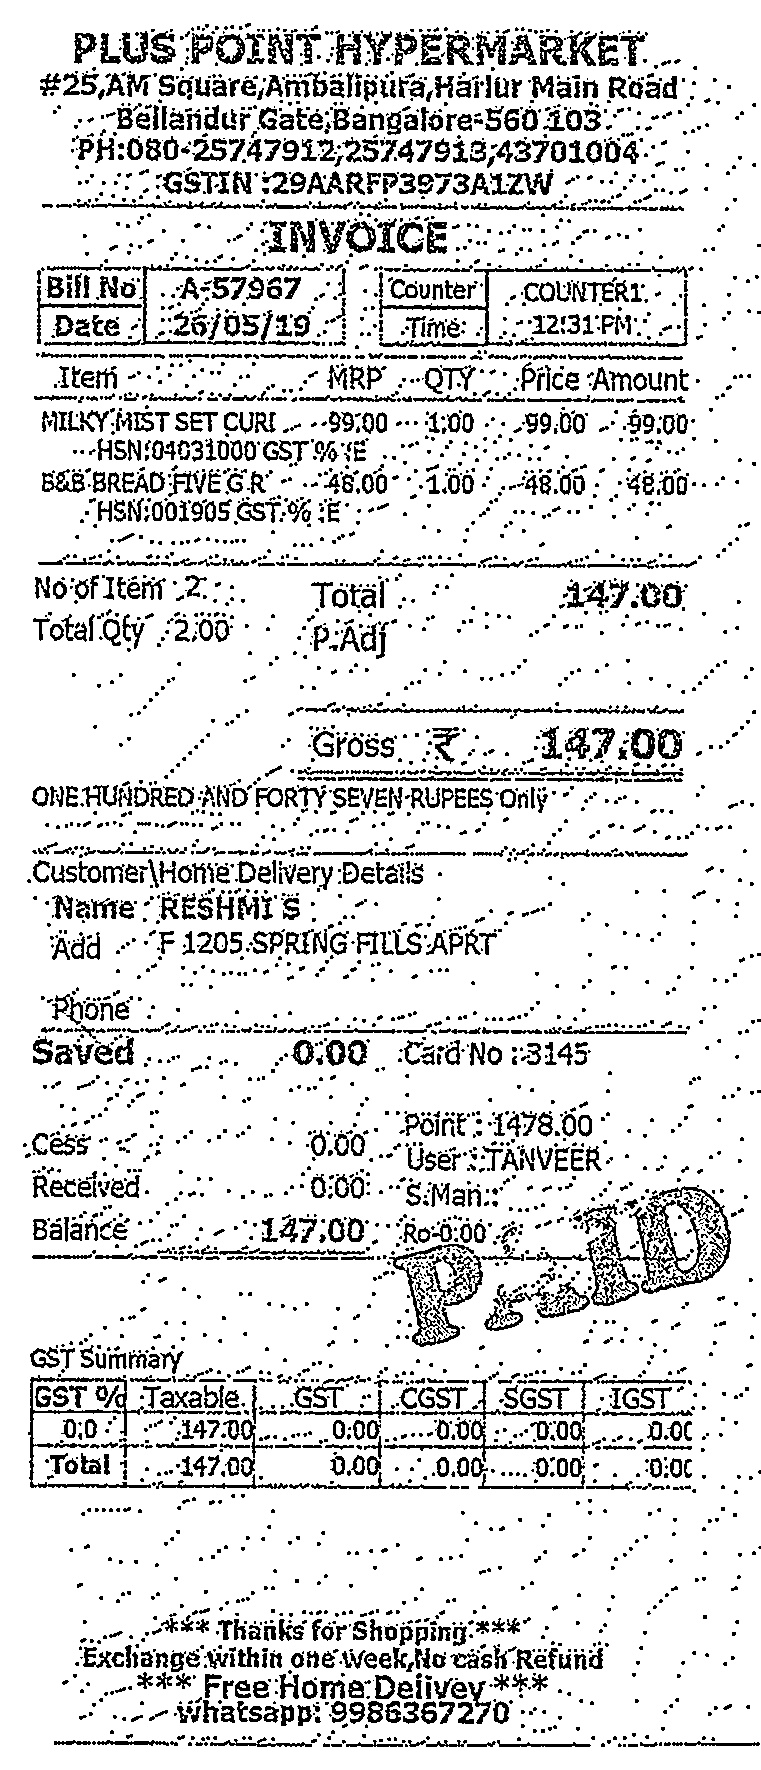 PLUS POINT HYPERMARKET
#25,AM Square,Ambalipura,Harlur Main Road
Bellandur Gate,Bangalore-560 103
PH:080-25747912,25747913,43701004
GSTIN :29AARFP3973A1ZW
INVOICE
Bill No A-57967 Counter COUNTER1
Date 26/05/19 Time 12:31 PM
Item MRP QTY Price Amount
MILKY MIST SET CURI 99.00 1.00 99.00 99.00
HSN:04031000 GST % :E
B&B BREAD FIVE G R 48.00 1.00 48.00 48.00
HSN:001905 GST % :E
No of Item 2 Total 147.00
Total Qty 2.00 P.Adj
Gross ₹ 147.00
ONE HUNDRED AND FORTY SEVEN RUPEES Only
Customer\Home Delivery Details
Name RESHMI S
Add F 1205 SPRING FILLS APRT
Phone
Saved 0.00 Card No : 3145
Point : 1478.00
Cess 0.00
User : TANVEER
Received 0.00 S.Man :
Balance 147.00 Ro-0.00
PAID
GST Summary
GST % Taxable GST CGST SGST IGST
0.0 147.00 0.00 0.00 0.00 0.00
Total 147.00 0.00 0.00 0.00 0.00
*** Thanks for Shopping ***
Exchange within one week,No cash Refund
*** Free Home Delivey ***
whatsapp: 9986367270